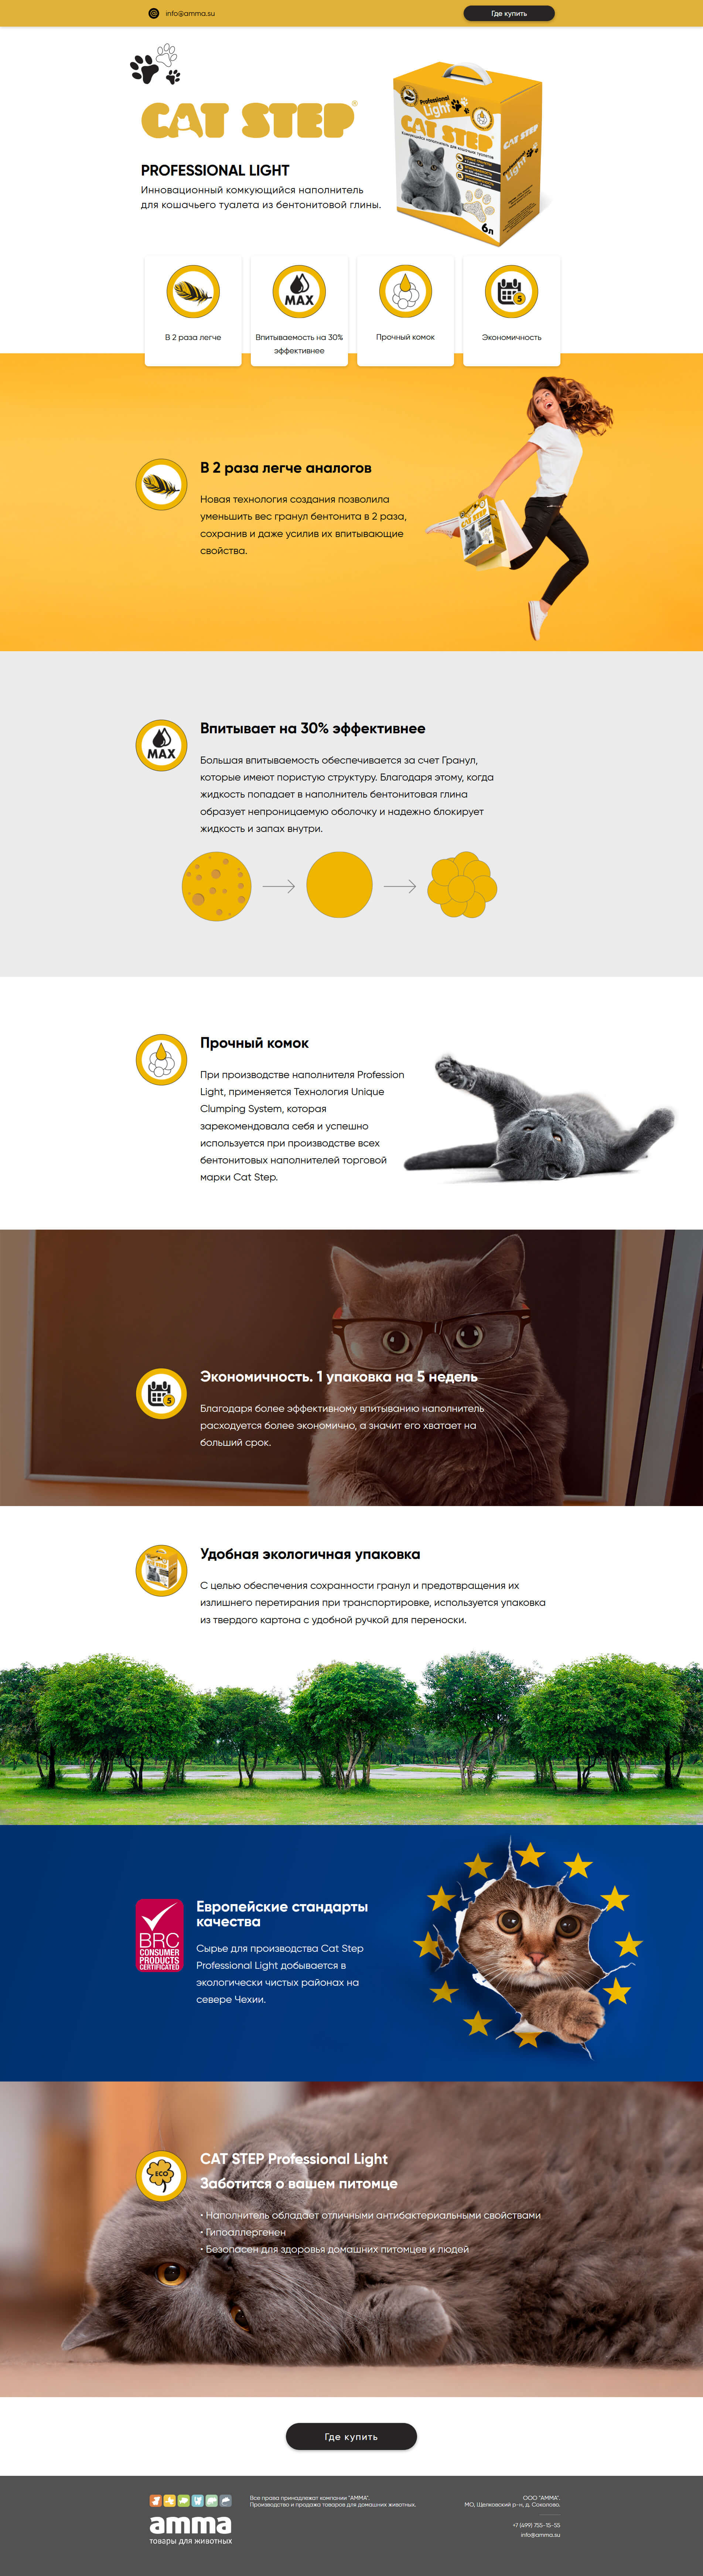 info@amma.su
Где купить
CAT STEP®
PROFESSIONAL LIGHT
Инновационный комкующийся наполнитель
для кошачьего туалета из бентонитовой глины.
Professional
Light
CAT STEP
6л
CAT STEP
Professional
Light
MAX
5
В 2 раза легче
Впитываемость на 30%
эффективнее
Прочный комок
Экономичность
В 2 раза легче аналогов
Новая технология создания позволила
уменьшить вес гранул бентонита в 2 раза,
сохранив и даже усилив их впитывающие
свойства.
CAT STEP
MAX
Впитывает на 30% эффективнее
Большая впитываемость обеспечивается за счет Гранул,
которые имеют пористую структуру. Благодаря этому, когда
жидкость попадает в наполнитель бентонитовая глина
образует непроницаемую оболочку и надежно блокирует
жидкость и запах внутри.
Прочный комок
При производстве наполнителя Profession
Light, применяется Технология Unique
Clumping System, которая
зарекомендовала себя и успешно
используется при производстве всех
бентонитовых наполнителей торговой
марки Cat Step.
5
Экономичность. 1 упаковка на 5 недель
Благодаря более эффективному впитыванию наполнитель
расходуется более экономично, а значит его хватает на
больший срок.
Удобная экологичная упаковка
С целью обеспечения сохранности гранул и предотвращения их
излишнего перетирания при транспортировке, используется упаковка
из твердого картона с удобной ручкой для переноски.
BRC
CONSUMER
PRODUCTS
CERTIFICATED
Европейские стандарты
качества
Сырье для производства Cat Step
Professional Light добывается в
экологически чистых районах на
севере Чехии.
ECO
CAT STEP Professional Light
Заботится о вашем питомце
• Наполнитель обладает отличными антибактериальными свойствами
• Гипоаллергенен
• Безопасен для здоровья домашних питомцев и людей
Где купить
amma
товары для животных
Все права принадлежат компании "АММА".
Производство и продажа товаров для домашних животных.
ООО "АММА".
МО, Щелковский р-н, д. Соколово.
+7 (499) 755-15-55
info@amma.su